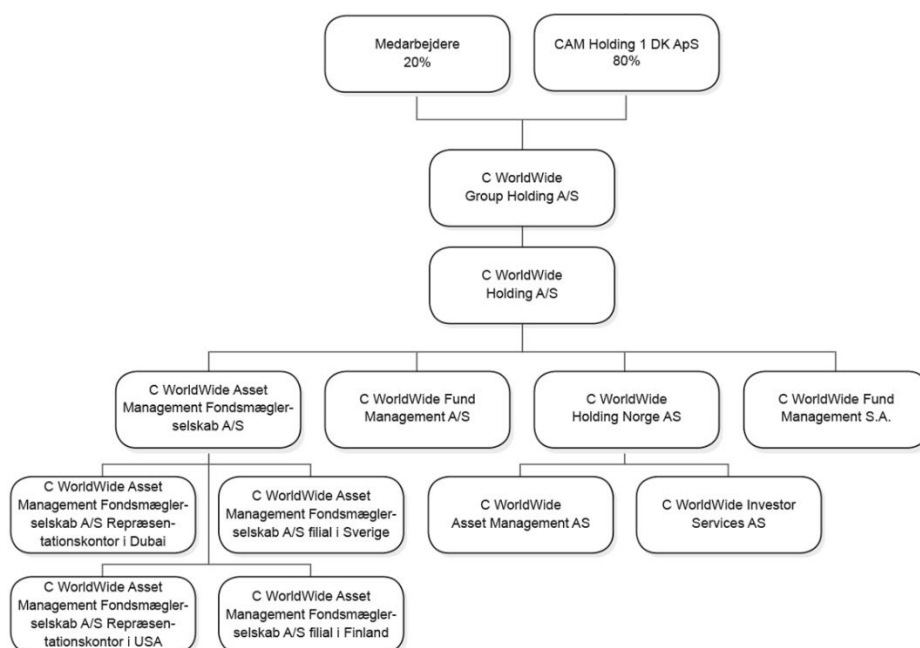 Medarbejdere
20%
CAM Holding 1 DK ApS
80%
C WorldWide
Group Holding A/S
C WorldWide
Holding A/S
C WorldWide Asset
Management Fondsmægler-
selskab A/S
C WorldWide Fund
Management A/S
C WorldWide
Holding Norge AS
C WorldWide Fund
Management S.A.
C WorldWide Asset
Management Fondsmægler-
selskab A/S Repræsen-
tationskontor i Dubai
C WorldWide Asset
Management Fondsmægler-
selskab A/S filial i Sverige
C WorldWide
Asset Management AS
C WorldWide Investor
Services AS
C WorldWide Asset
Management Fondsmægler-
selskab A/S Repræsen-
tationskontor i USA
C WorldWide Asset
Management Fondsmægler-
selskab A/S filial i Finland